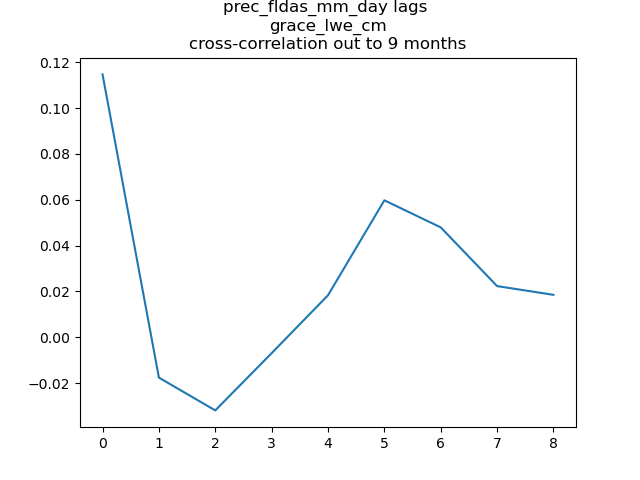 prec_fldas_mm_day lags
grace_lwe_cm
cross-correlation out to 9 months
0.12
0.10
0.08
0.06
0.04
0.02
0.00
−0.02
0 1 2 3 4 5 6 7 8